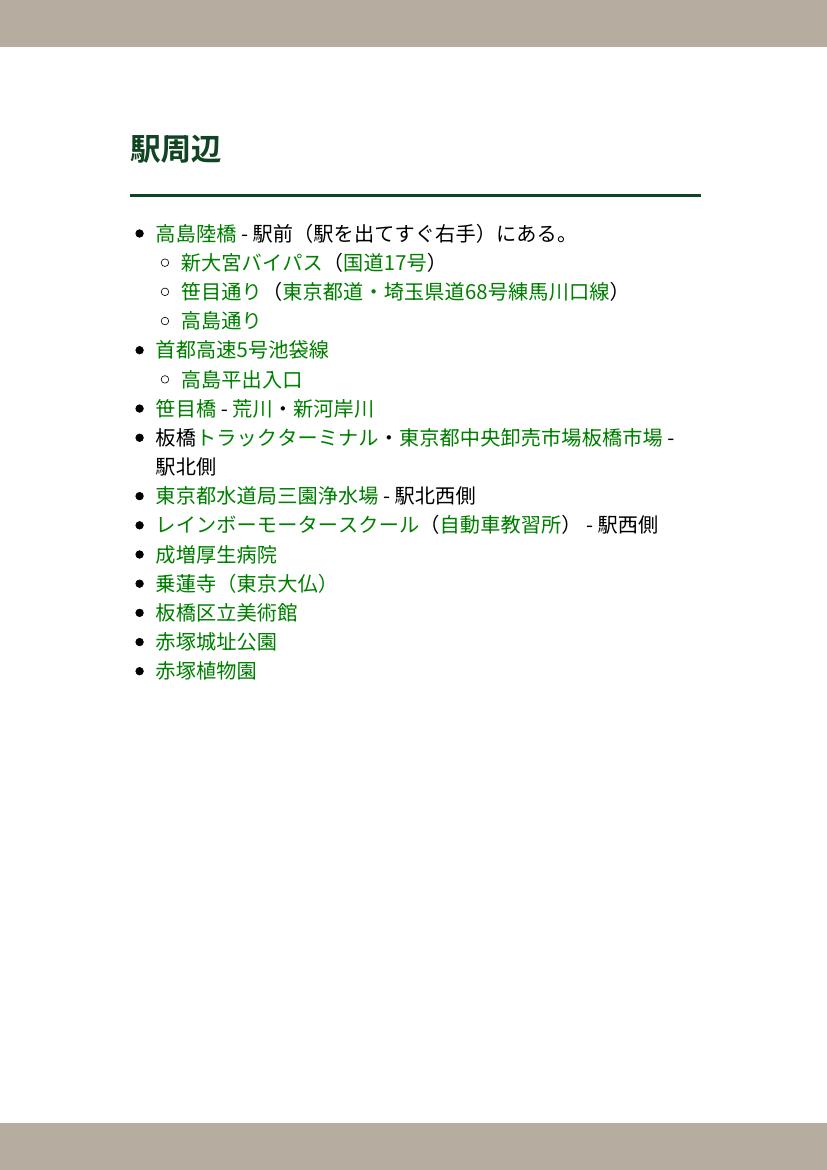 駅周辺
高島陸橋 - 駅前（駅を出てすぐ右手）にある。
新大宮バイパス（国道17号）
笹目通り（東京都道・埼玉県道68号練馬川口線）
高島通り
首都高速5号池袋線
高島平出入口
笹目橋 - 荒川・新河岸川
板橋トラックターミナル・東京都中央卸売市場板橋市場 -
駅北側
東京都水道局三園浄水場 - 駅北西側
レインボーモータースクール（自動車教習所） - 駅西側
成増厚生病院
乗蓮寺（東京大仏）
板橋区立美術館
赤塚城址公園
赤塚植物園